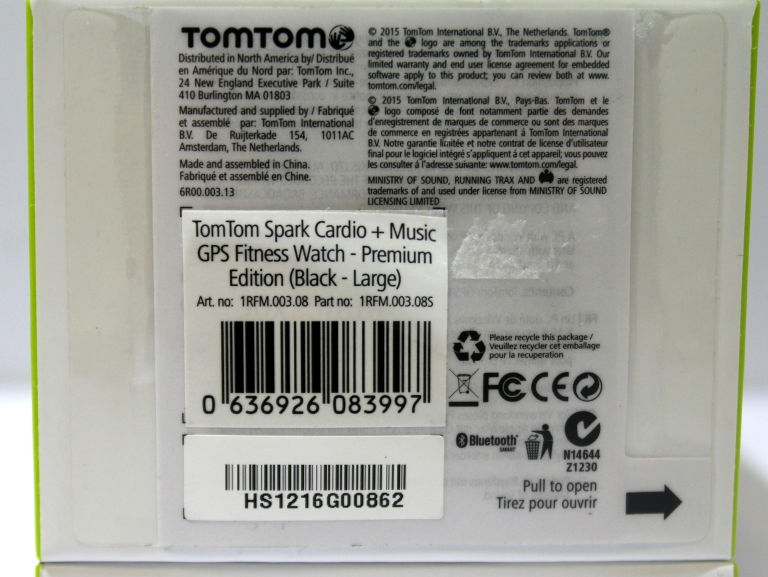 TOMTOM
Distributed in North America by/ Distribué
en Amérique du Nord par: TomTom Inc.,
24 New England Executive Park / Suite
410 Burlington MA 01803
Manufactured and supplied by / Fabriqué
et assemblé par: TomTom International
B.V. De Ruijterkade 154, 1011AC
Amsterdam, The Netherlands.
Made and assembled in China.
Fabriqué et assemblé en Chine.
6R00.003.13
© 2015 TomTom International B.V., The Netherlands. TomTom®
and the logo are among the trademarks applications or
registered trademarks owned by TomTom International B.V. Our
limited warranty and end user license agreement for embedded
software apply to this product; you can review both at www.
tomtom.com/legal.
© 2015 TomTom International B.V., Pays-Bas. TomTom et le
logo composé de font notamment partie des demandes
d'enregistrement de marques de commerce ou sont des marques
de commerce en registrées appartenant à TomTom International
B.V. Notre garantie licitée et notre contrat de license d'utilisateur
final pour le logiciel intégré s'appliquent á cet appareil; vous pouvez
les consulter á l'adresse suivante: www.tomtom.com/legal.
MINISTRY OF SOUND, RUNNING TRAX AND are registered
trademarks of and used under license from MINISTRY OF SOUND
LICENSING LIMITED
TomTom Spark Cardio + Music
GPS Fitness Watch - Premium
Edition (Black - Large)
Art. no: 1RFM.003.08 Part no: 1RFM.003.08S
0 636926 083997
HS1216G00862
Please recycle this package /
Veuillez recycler cet emballage
pour la recuperation
FC CE
Bluetooth®
SMART
N14644
Z1230
Pull to open
Tirez pour ouvrir